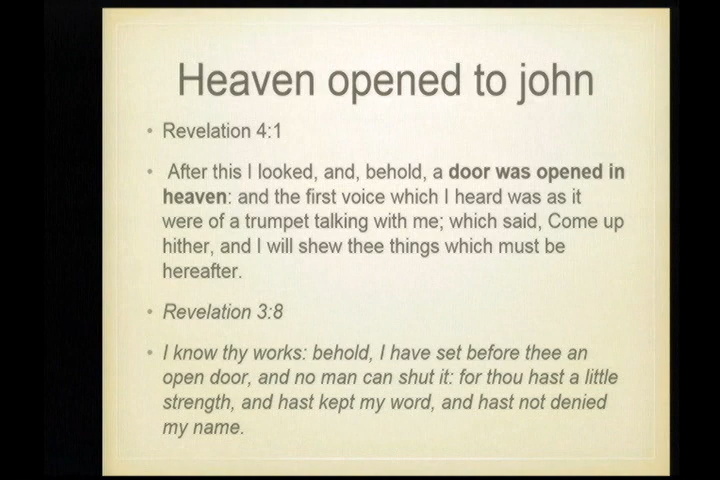 Heaven opened to john
• Revelation 4:1
• After this I looked, and, behold, a door was opened in
heaven: and the first voice which I heard was as it
were of a trumpet talking with me; which said, Come up
hither, and I will shew thee things which must be
hereafter.
• Revelation 3:8
• I know thy works: behold, I have set before thee an
open door, and no man can shut it: for thou hast a little
strength, and hast kept my word, and hast not denied
my name.